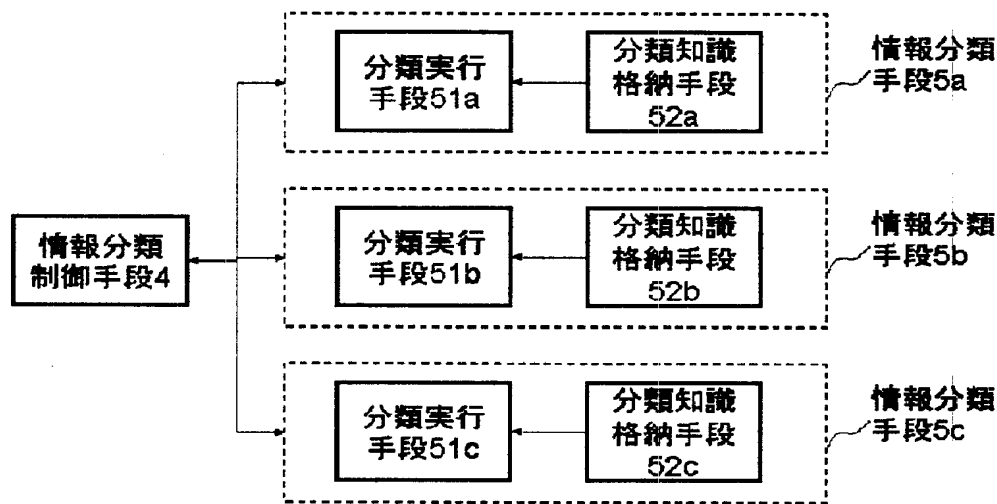 分類実行
手段51a
分類知識
格納手段
52a
情報分類
手段5a
情報分類
制御手段4
分類実行
手段51b
分類知識
格納手段
52b
情報分類
手段5b
分類実行
手段51c
分類知識
格納手段
52c
情報分類
手段5c